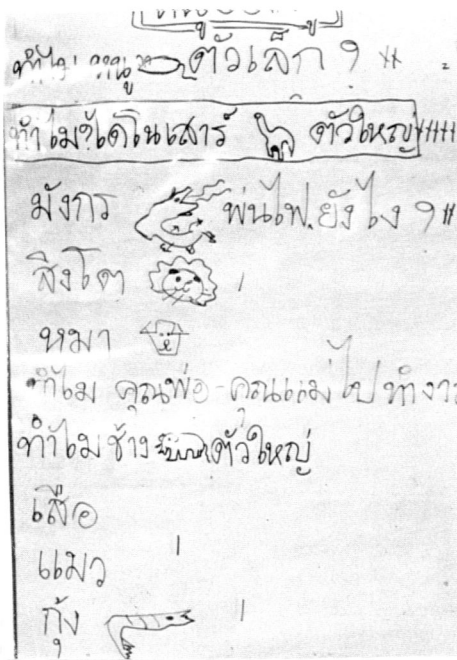 ทำไม หนู ตัวเล็ก ?
ทำไมไดโนเสาร์ ตัวใหญ่
มังกร พ่นไฟ ยังไง ?
สิงโต
หมา
ทำไม คุณพ่อ-คุณแม่ไป ทำงาน
ทำไมช้าง ตัวใหญ่
เสือ
แมว
กุ้ง